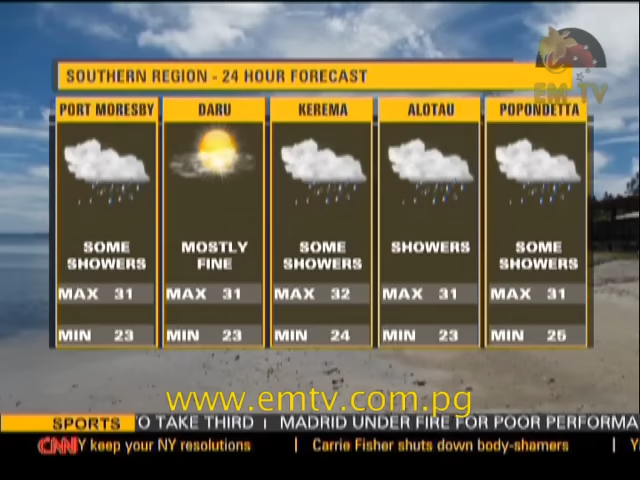 EM TV
SOUTHERN REGION - 24 HOUR FORECAST
PORT MORESBY
SOME
SHOWERS
MAX 31
MIN 23
DARU
MOSTLY
FINE
MAX 31
MIN 23
KEREMA
SOME
SHOWERS
MAX 32
MIN 24
ALOTAU
SHOWERS
MAX 31
MIN 23
POPONDETTA
SOME
SHOWERS
MAX 31
MIN 25
www.emtv.com.pg
SPORTS O TAKE THIRD | MADRID UNDER FIRE FOR POOR PERFORMA
CNN Y keep your NY resolutions | Carrie Fisher shuts down body-shamers | Y